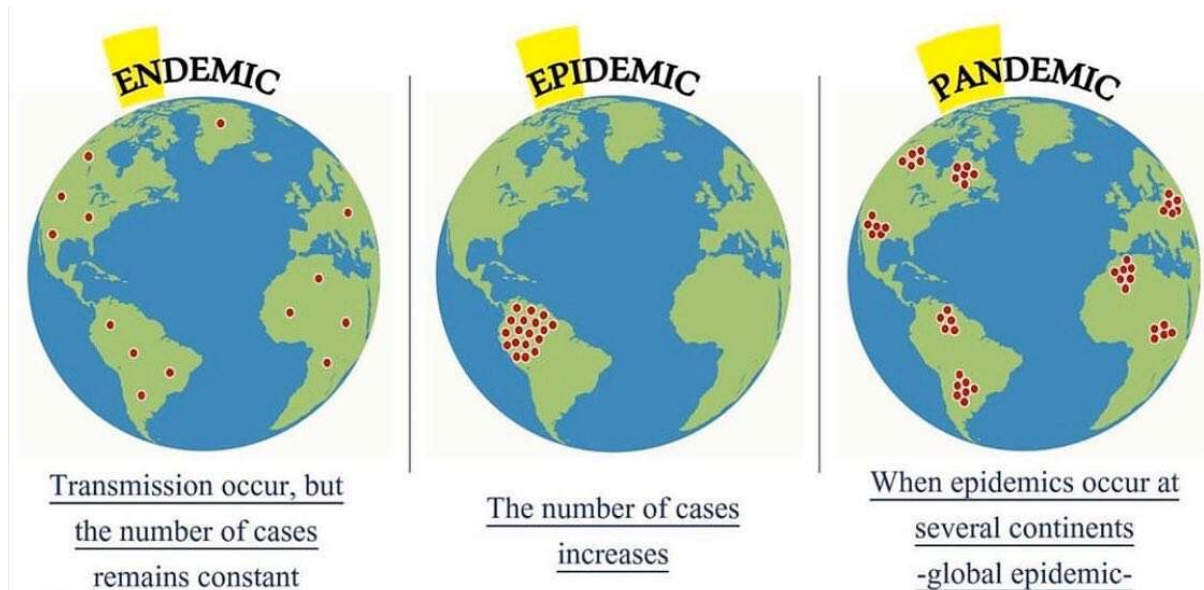 ENDEMIC
Transmission occur, but
the number of cases
remains constant
EPIDEMIC
The number of cases
increases
PANDEMIC
When epidemics occur at
several continents
-global epidemic-